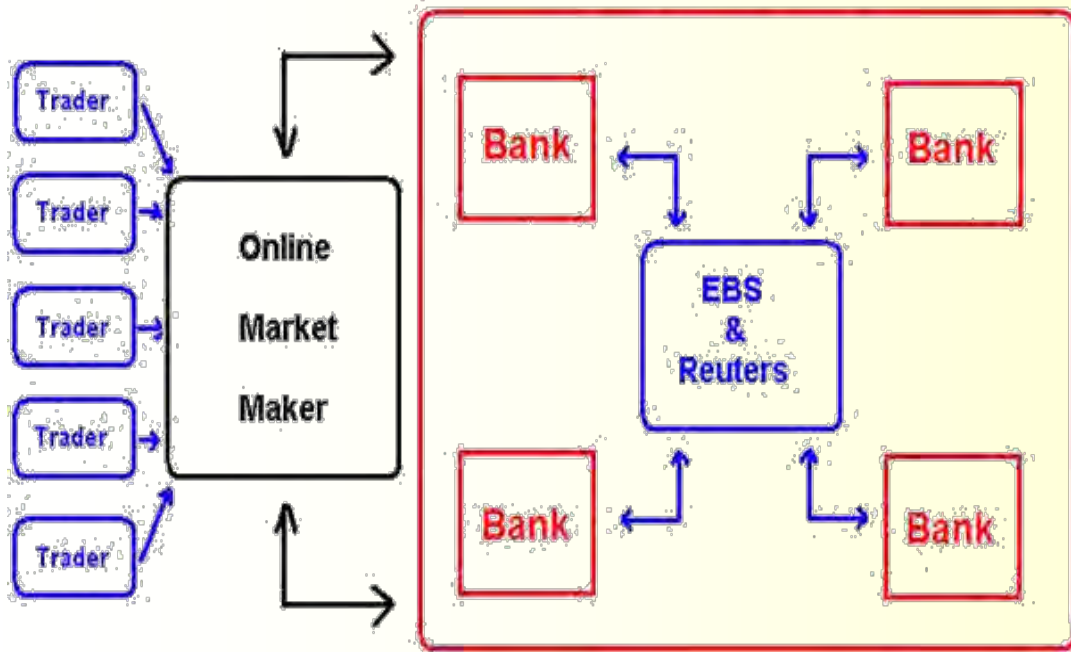 Trader
Trader
Trader
Trader
Trader
Online
Market
Maker
Bank
Bank
EBS
&
Reuters
Bank
Bank